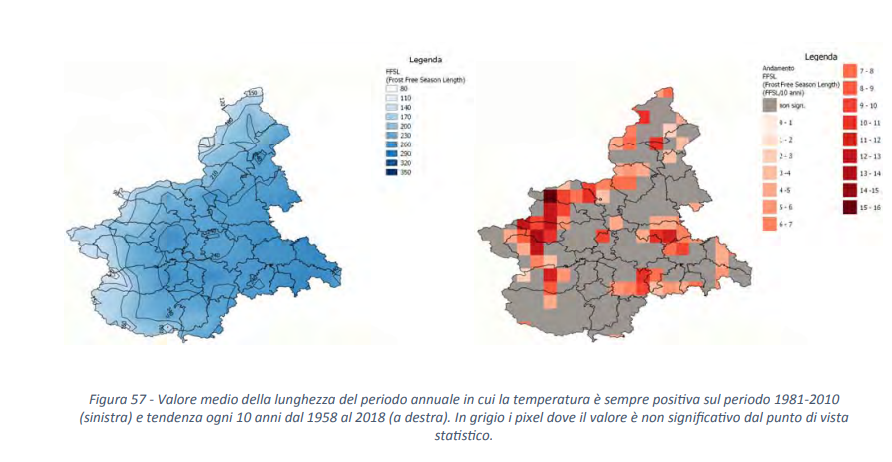 Legenda
FFSL
(Frost Free Season Length)
80
110
140
170
200
230
260
290
320
350
150
Legenda
Andamento
FFSL
(Frost Free Season Length)
(FFSL/10 anni)
non sign.
0 - 1
1 - 2
2 - 3
3 - 4
4 - 5
5 - 6
6 - 7
7 - 8
8 - 9
9 - 10
10 - 11
11 - 12
12 - 13
13 - 14
14 - 15
15 - 16
Figura 57 - Valore medio della lunghezza del periodo annuale in cui la temperatura è sempre positiva sul periodo 1981-2010
(sinistra) e tendenza ogni 10 anni dal 1958 al 2018 (a destra). In grigio i pixel dove il valore è non significativo dal punto di vista
statistico.